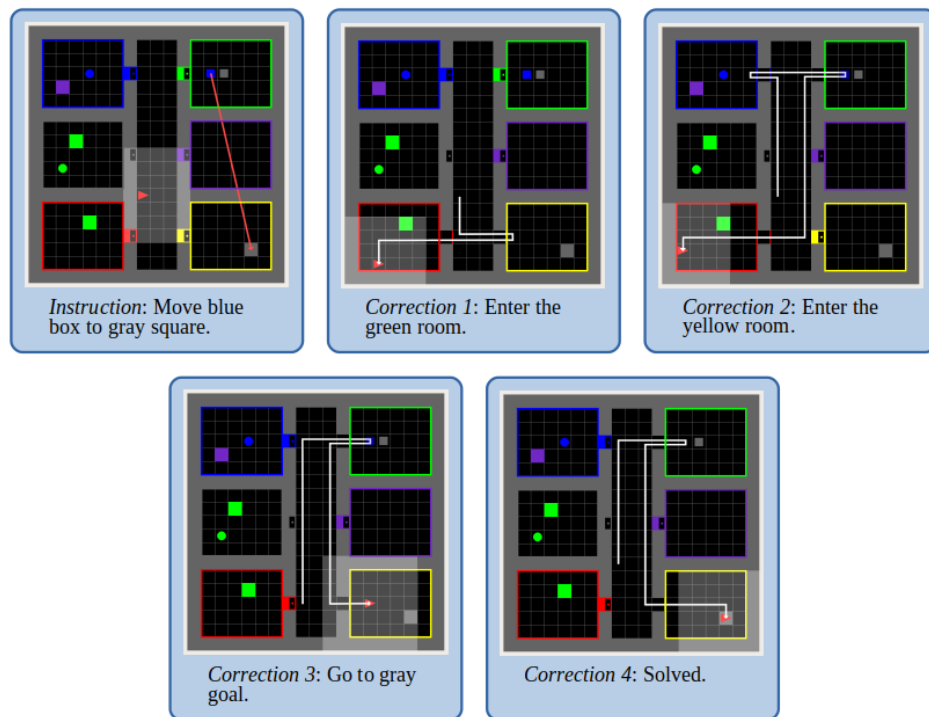 Instruction: Move blue
box to gray square.
Correction 1: Enter the
green room.
Correction 2: Enter the
yellow room.
Correction 3: Go to gray
goal.
Correction 4: Solved.